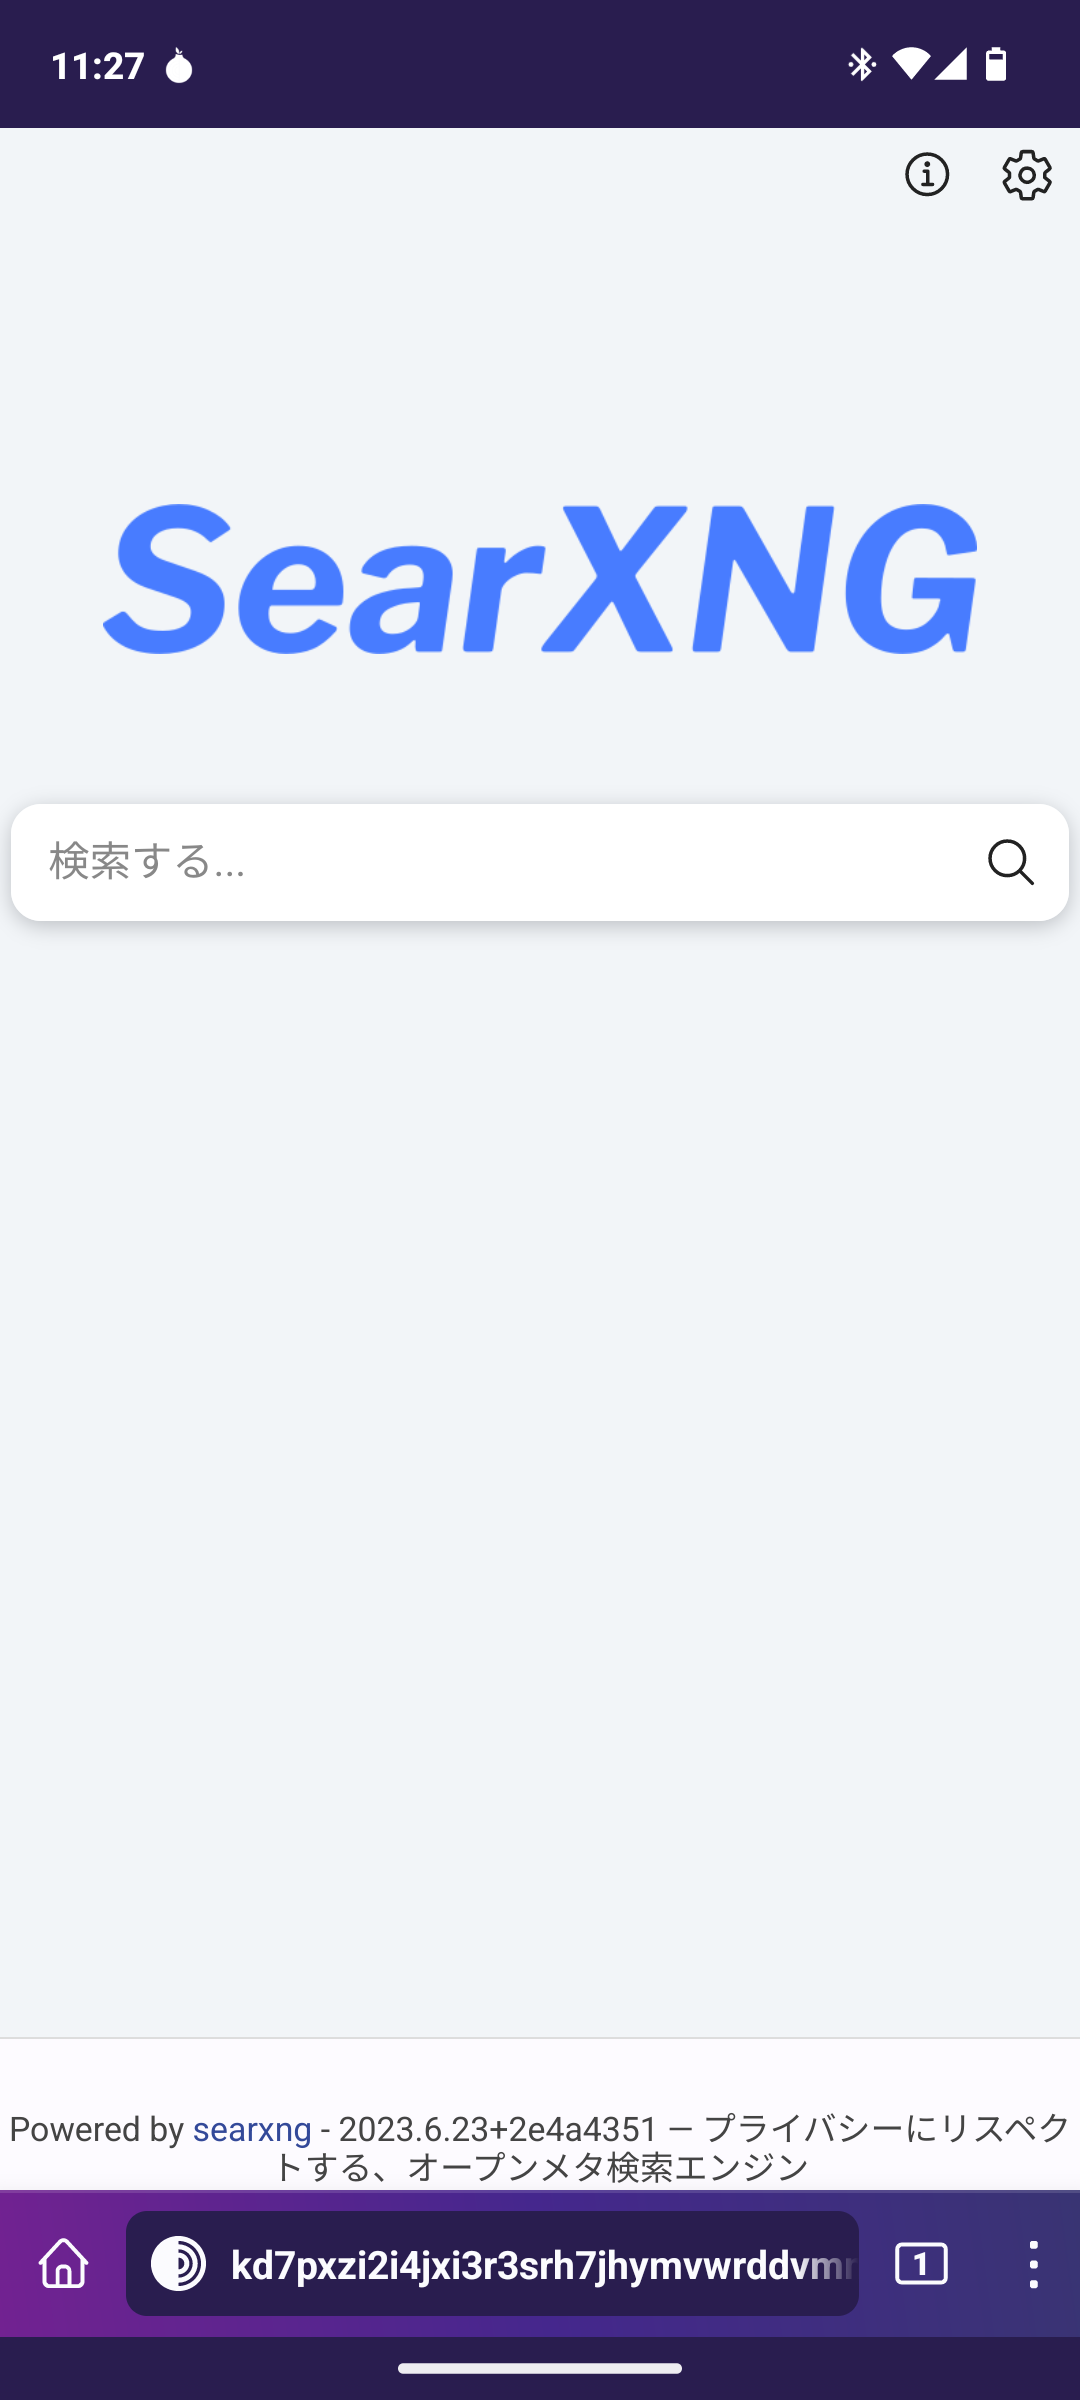 11:27
SearXNG
検索する...
Powered by searxng - 2023.6.23+2e4a4351 — プライバシーにリスペク
トする、オープンメタ検索エンジン
kd7pxzi2i4jxi3r3srh7jhymvwrddvm
1